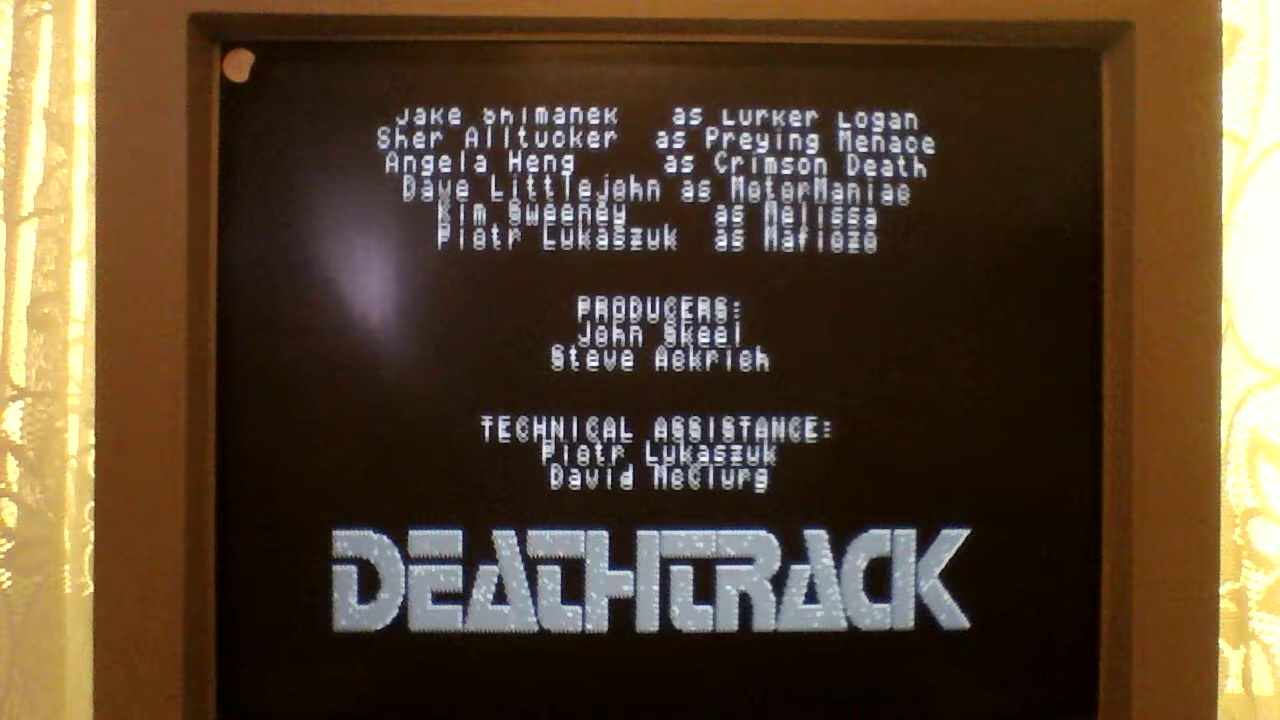 Jake Shimanek as Lurker Logan
Sher Alltucker as Preying Menace
Angela Heng as Crimson Death
Dave Littlejohn as MotorManiac
Kim Sweeney as Melissa
Piotr Lukaszuk as Mafiozo
PRODUCERS:
John Skeel
Steve Ackrich
TECHNICAL ASSISTANCE:
Piotr Lukaszuk
David McClurg
DEATHTRACK